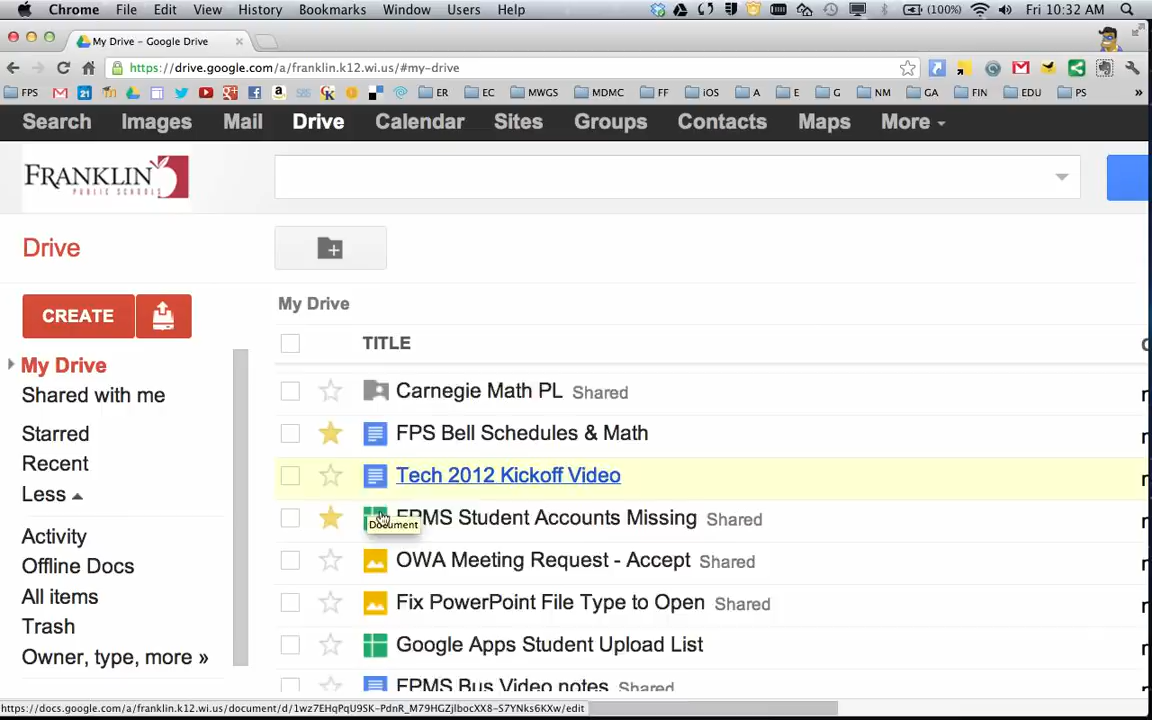 Chrome File Edit View History Bookmarks Window Users Help (100%) Fri 10:32 AM
My Drive – Google Drive
https://drive.google.com/a/franklin.k12.wi.us/#my-drive
FPS ER EC MWGS MDMC FF iOS A E G NM GA FIN EDU PS »
Search Images Mail Drive Calendar Sites Groups Contacts Maps More
FRANKLIN
PUBLIC SCHOOLS
Drive
CREATE
My Drive
TITLE
My Drive
Carnegie Math PL Shared
Shared with me
Starred
FPS Bell Schedules & Math
Recent
Tech 2012 Kickoff Video
Less
FPMS Student Accounts Missing Shared
Document
Activity
OWA Meeting Request - Accept Shared
Offline Docs
All items
Fix PowerPoint File Type to Open Shared
Trash
Google Apps Student Upload List
Owner, type, more »
FPMS Bus Video notes Shared
https://docs.google.com/a/franklin.k12.wi.us/document/d/1wz7EHqPqU9SK-PdnR_M79HGZjlbocXX8-S7YNks6KXw/edit